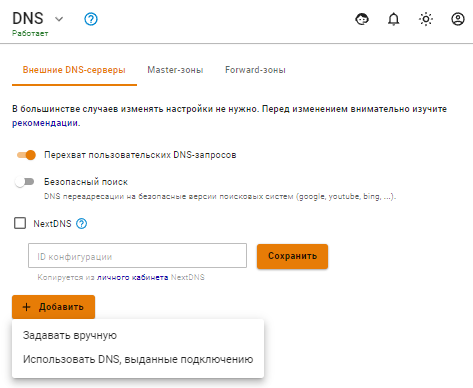 DNS
Работает
Внешние DNS-серверы Master-зоны Forward-зоны
В большинстве случаев изменять настройки не нужно. Перед изменением внимательно изучите
рекомендации.
Перехват пользовательских DNS-запросов
Безопасный поиск
DNS переадресации на безопасные версии поисковых систем (google, youtube, bing, ...).
NextDNS
ID конфигурации Сохранить
Копируется из личного кабинета NextDNS
+ Добавить
Задавать вручную
Использовать DNS, выданные подключению